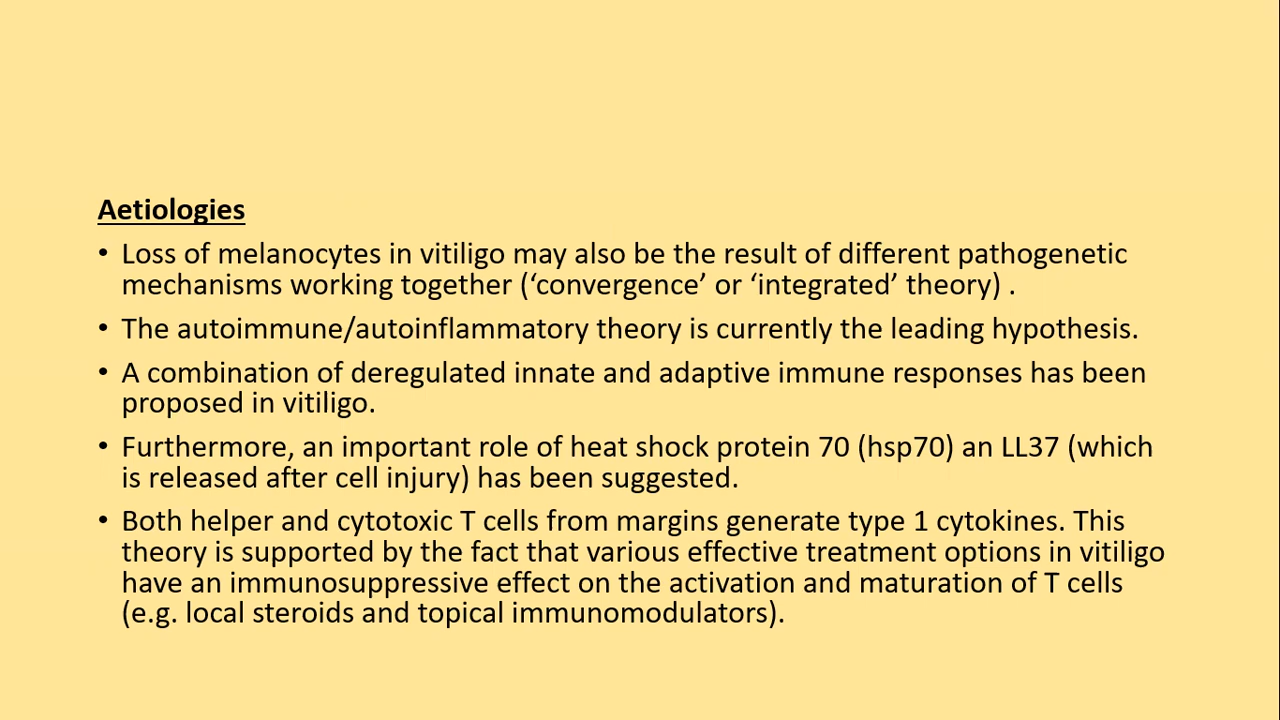 Aetiologies
• Loss of melanocytes in vitiligo may also be the result of different pathogenetic
mechanisms working together (‘convergence’ or ‘integrated’ theory) .
• The autoimmune/autoinflammatory theory is currently the leading hypothesis.
• A combination of deregulated innate and adaptive immune responses has been
proposed in vitiligo.
• Furthermore, an important role of heat shock protein 70 (hsp70) an LL37 (which
is released after cell injury) has been suggested.
• Both helper and cytotoxic T cells from margins generate type 1 cytokines. This
theory is supported by the fact that various effective treatment options in vitiligo
have an immunosuppressive effect on the activation and maturation of T cells
(e.g. local steroids and topical immunomodulators).